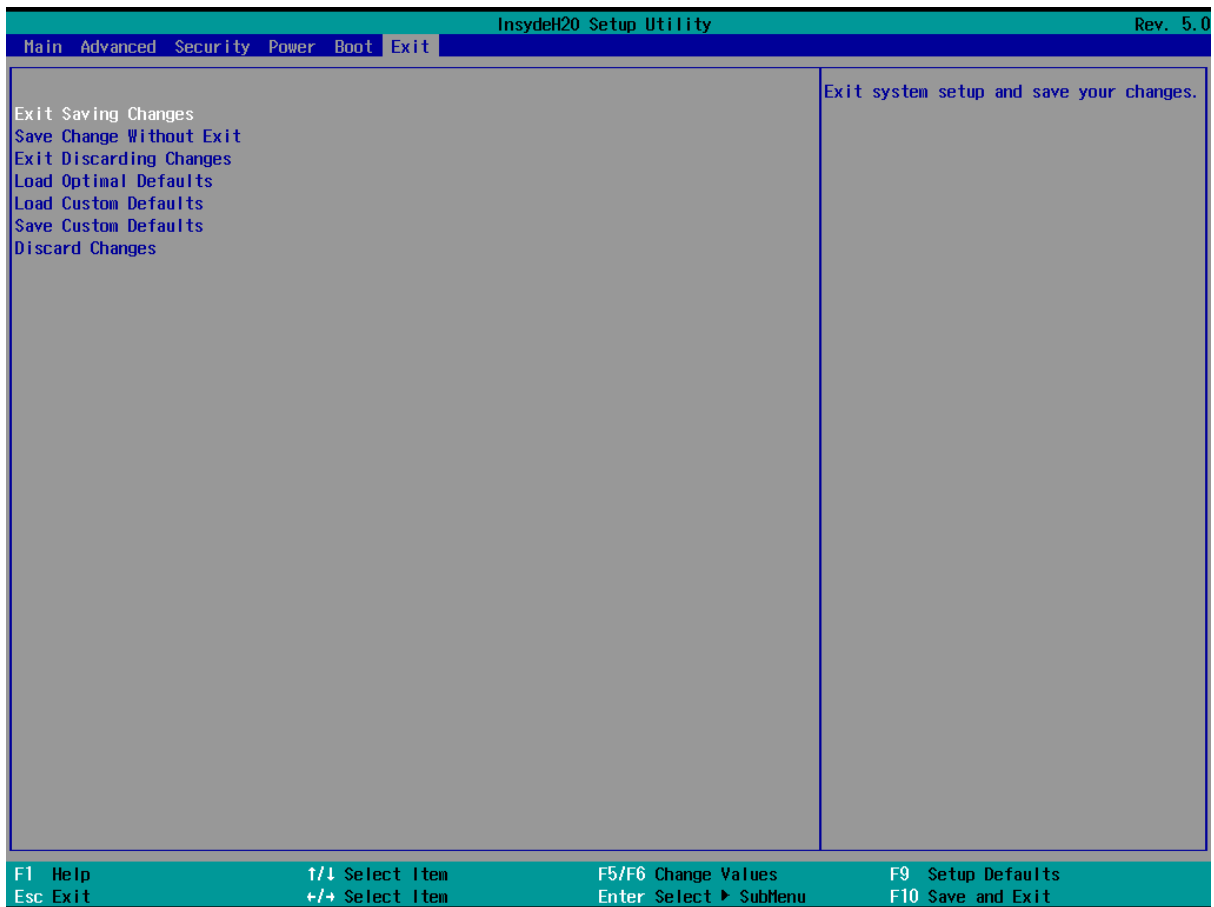 InsydeH20 Setup Utility Rev. 5.0
Main Advanced Security Power Boot Exit
Exit Saving Changes
Save Change Without Exit
Exit Discarding Changes
Load Optimal Defaults
Load Custom Defaults
Save Custom Defaults
Discard Changes
Exit system setup and save your changes.
F1 Help ↑/↓ Select Item F5/F6 Change Values F9 Setup Defaults
Esc Exit ←/→ Select Item Enter Select ▶ SubMenu F10 Save and Exit